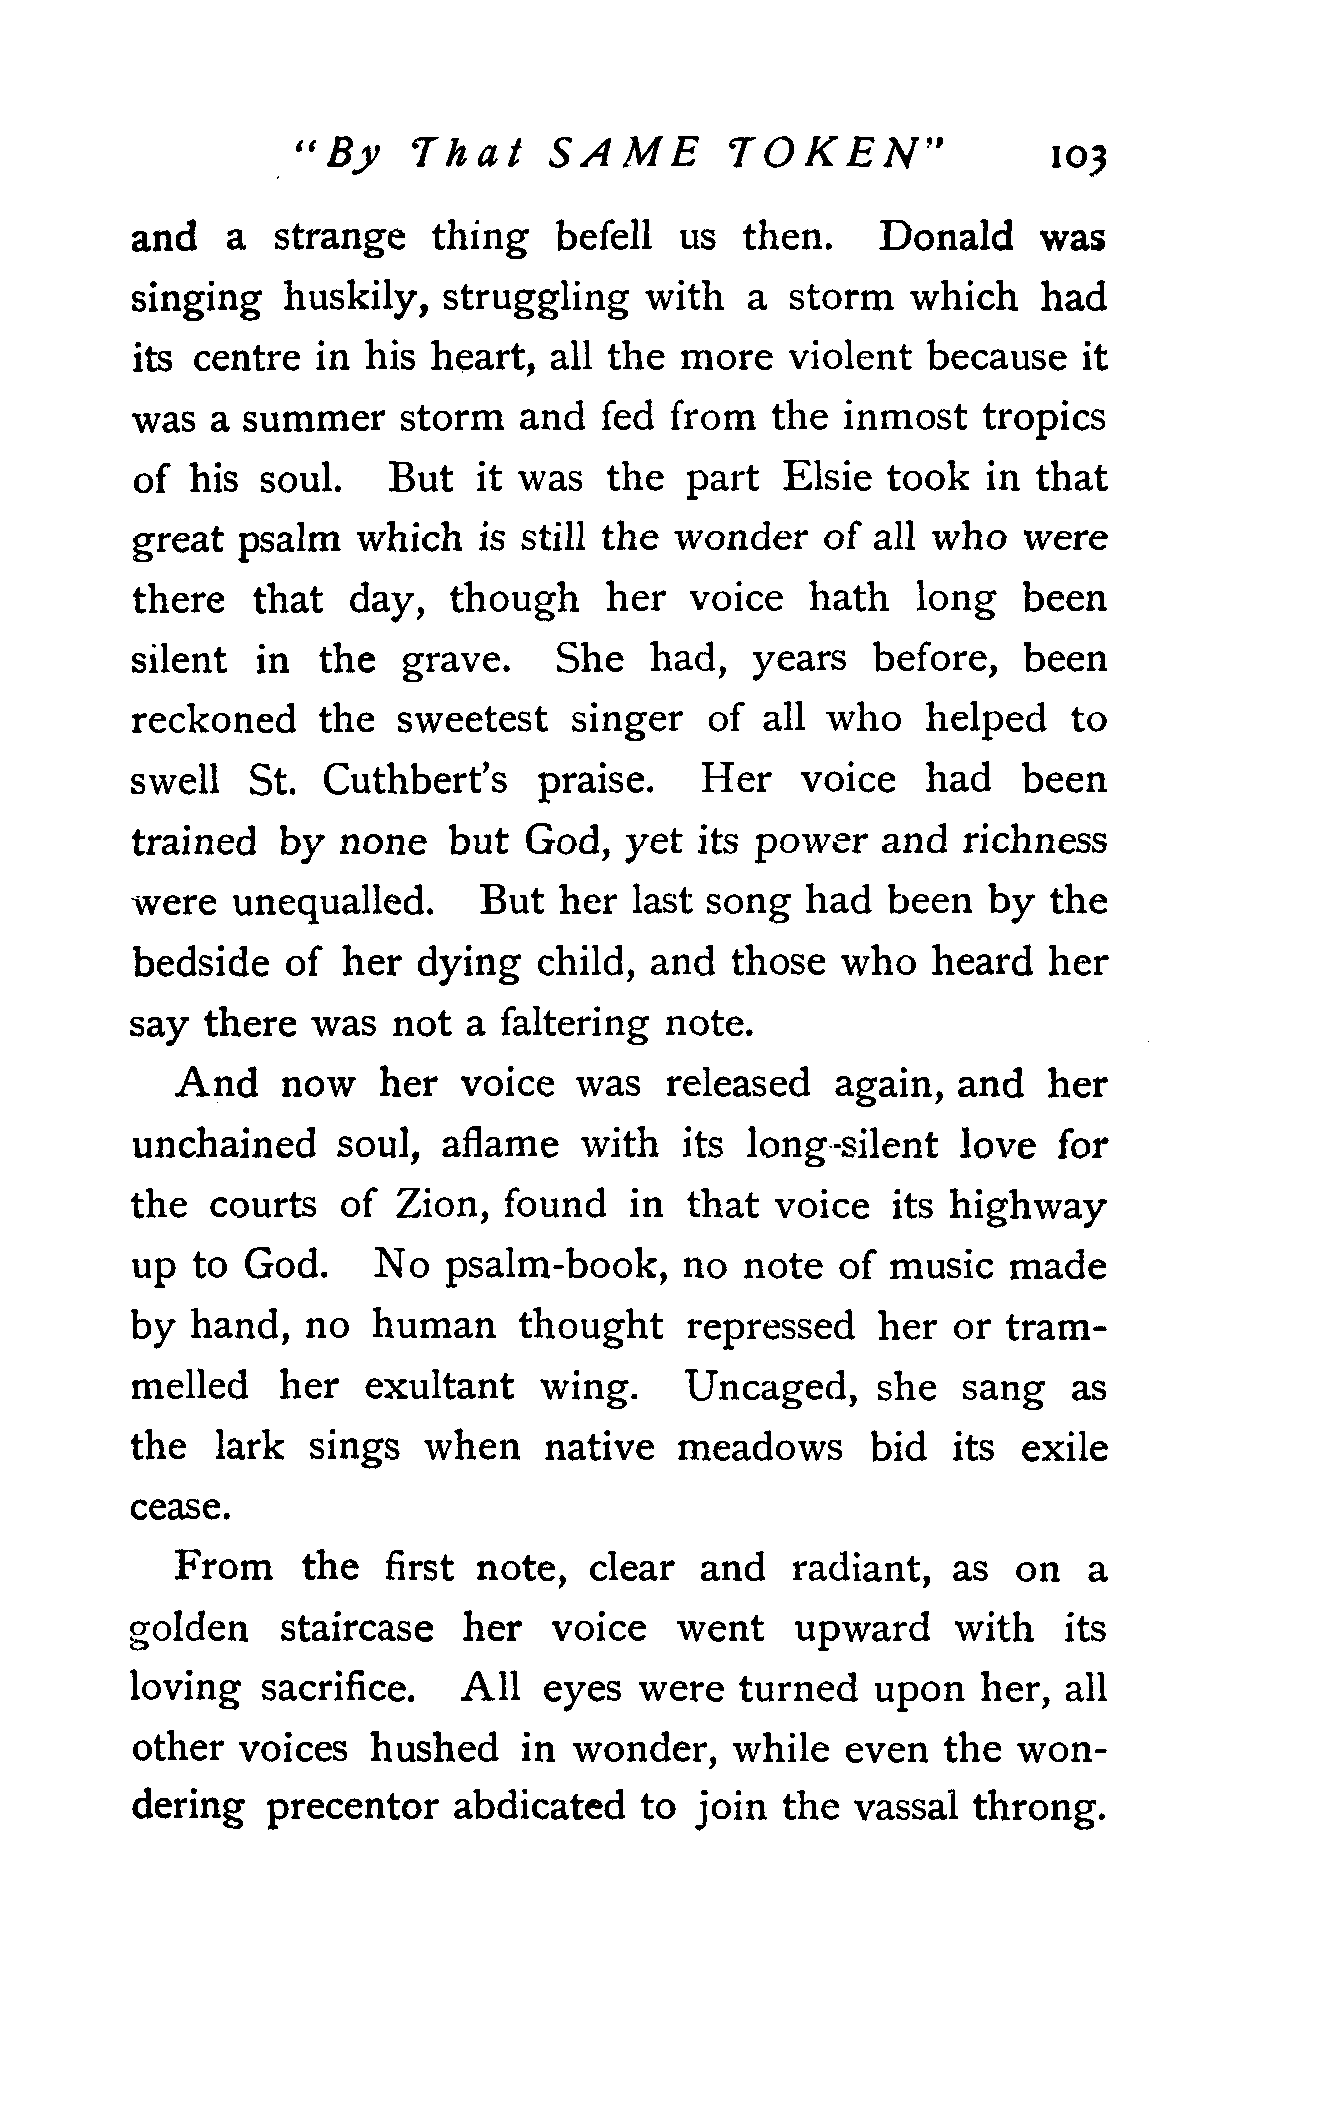 "By That SAME TOKEN" 103
and a strange thing befell us then. Donald was
singing huskily, struggling with a storm which had
its centre in his heart, all the more violent because it
was a summer storm and fed from the inmost tropics
of his soul. But it was the part Elsie took in that
great psalm which is still the wonder of all who were
there that day, though her voice hath long been
silent in the grave. She had, years before, been
reckoned the sweetest singer of all who helped to
swell St. Cuthbert's praise. Her voice had been
trained by none but God, yet its power and richness
were unequalled. But her last song had been by the
bedside of her dying child, and those who heard her
say there was not a faltering note.
And now her voice was released again, and her
unchained soul, aflame with its long-silent love for
the courts of Zion, found in that voice its highway
up to God. No psalm-book, no note of music made
by hand, no human thought repressed her or tram-
melled her exultant wing. Uncaged, she sang as
the lark sings when native meadows bid its exile
cease.
From the first note, clear and radiant, as on a
golden staircase her voice went upward with its
loving sacrifice. All eyes were turned upon her, all
other voices hushed in wonder, while even the won-
dering precentor abdicated to join the vassal throng.